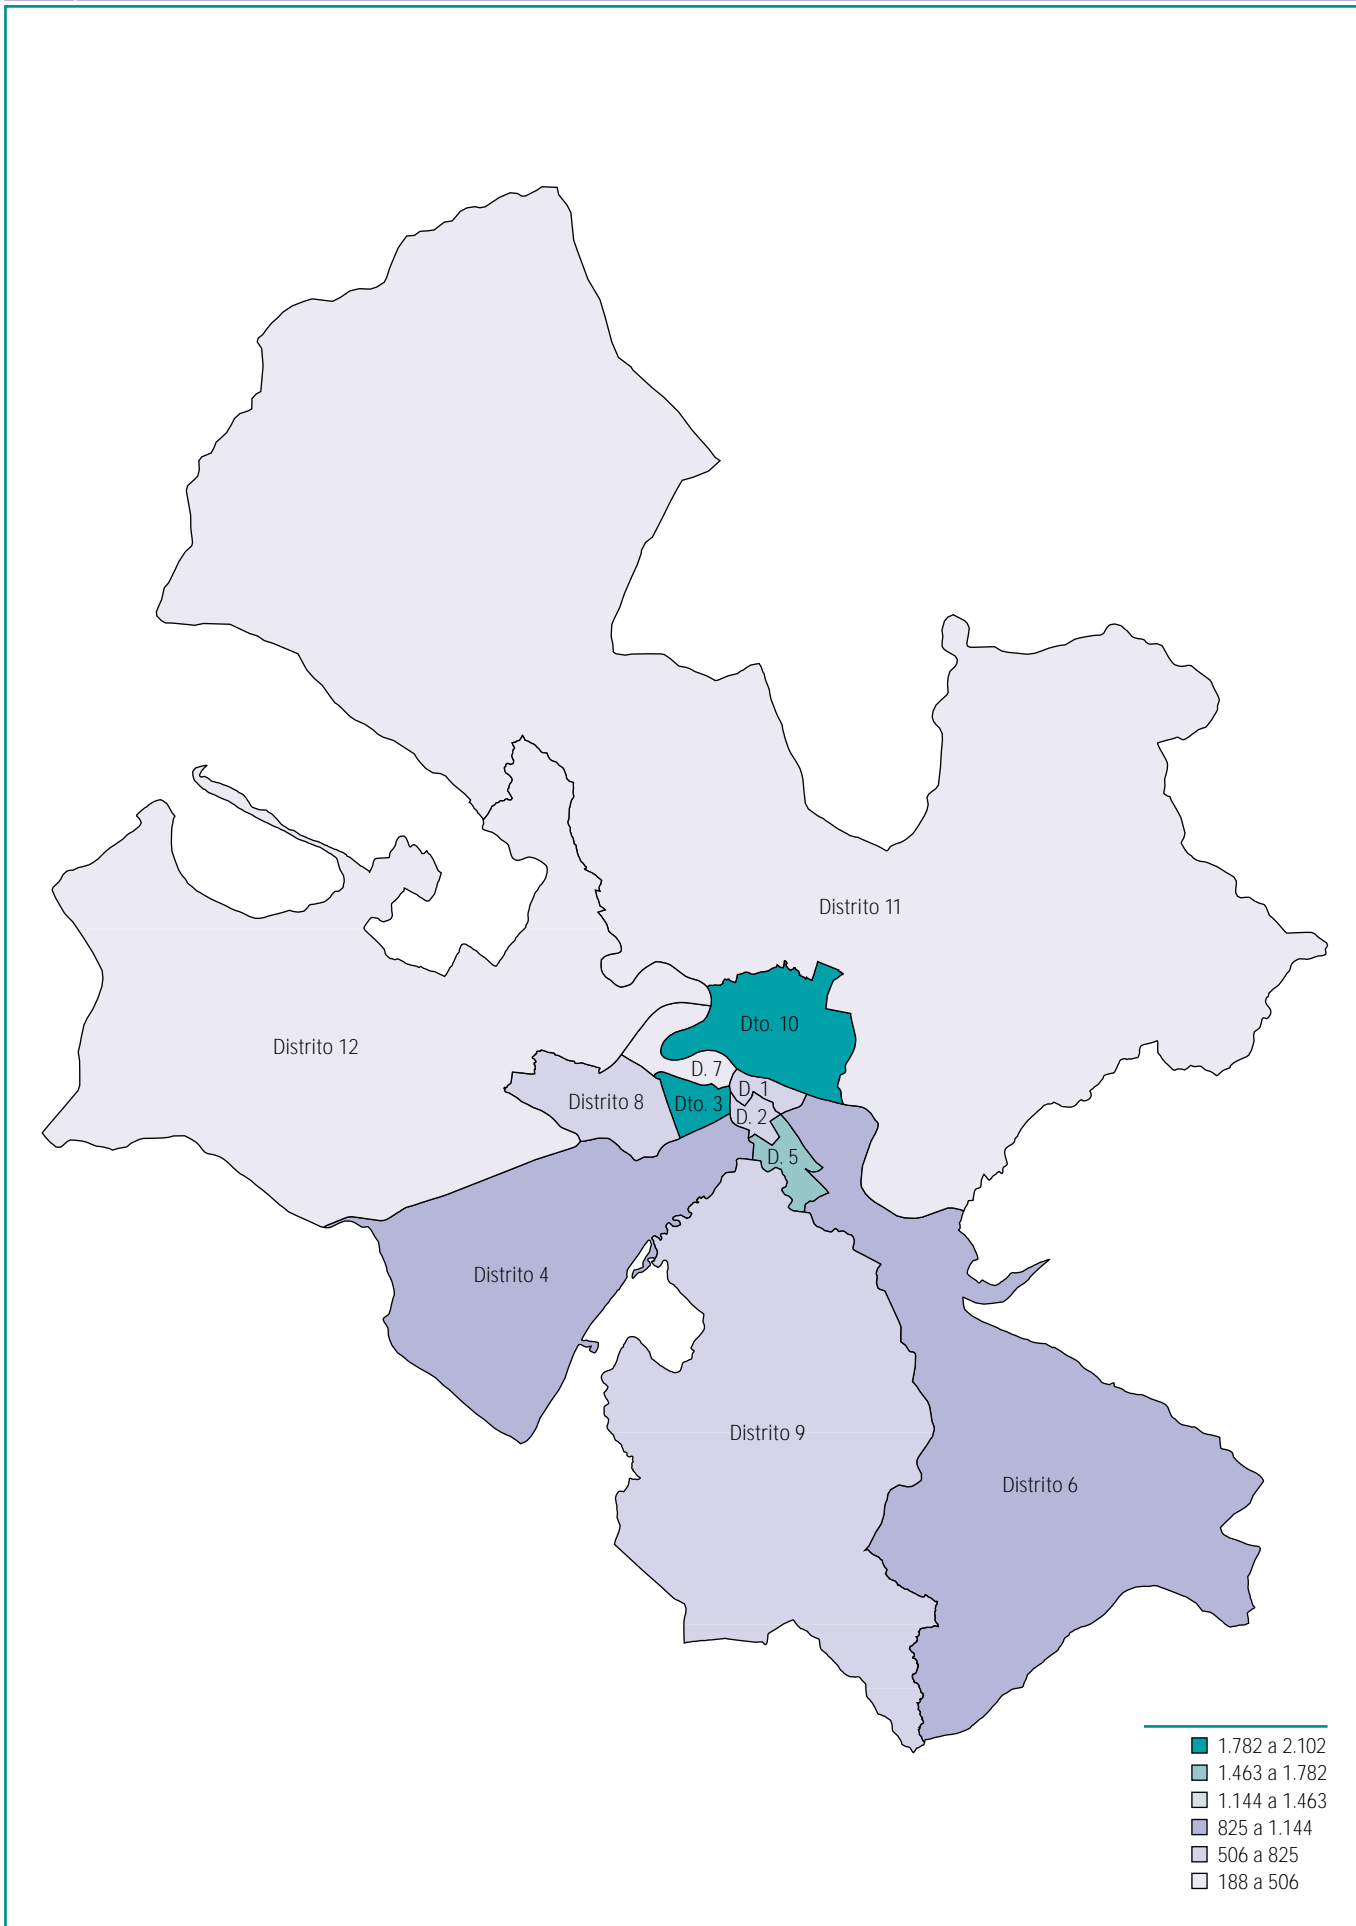 Distrito 11
Dto. 10
Distrito 12
D. 7
D. 1
Distrito 8
Dto. 3
D. 2
D. 5
Distrito 4
Distrito 9
Distrito 6
1.782 a 2.102
1.463 a 1.782
1.144 a 1.463
825 a 1.144
506 a 825
188 a 506